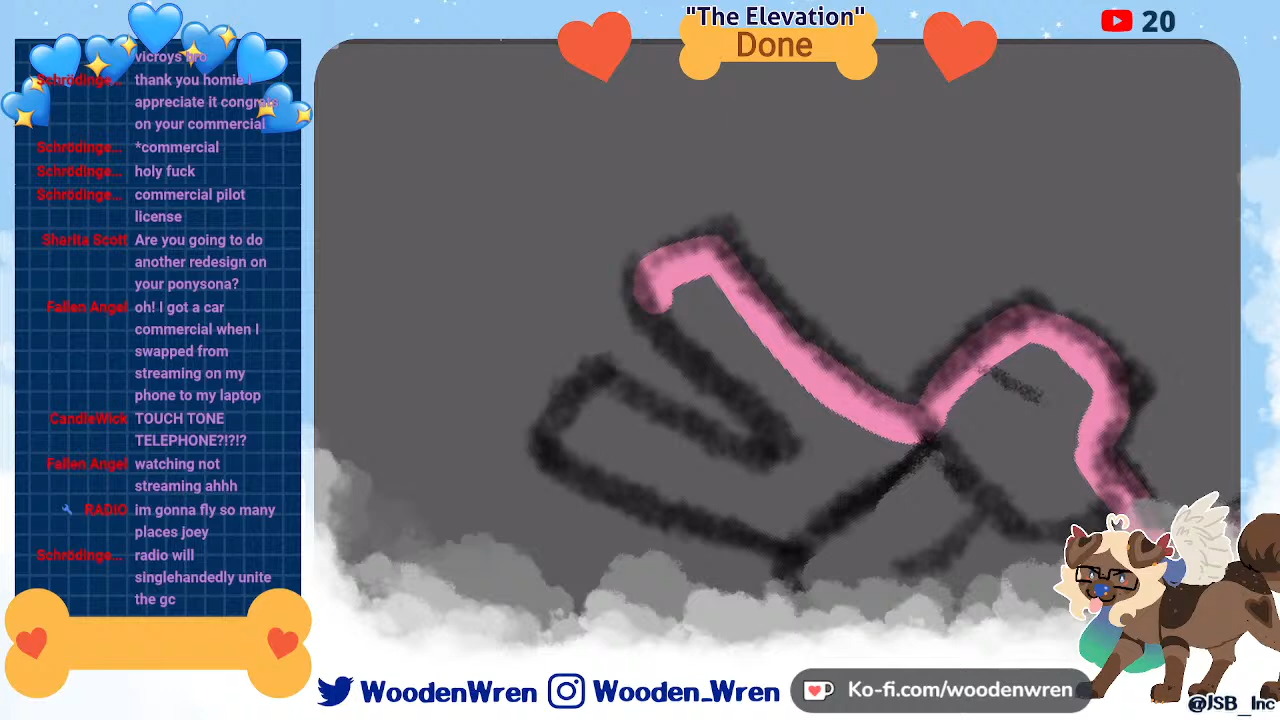 "The Elevation"
Done
20
vicroys bro
Schrödinge... thank you homie I
appreciate it congrats
on your commercial
Schrödinge... *commercial
Schrödinge... holy fuck
Schrödinge... commercial pilot
license
Sharita Scott Are you going to do
another redesign on
your ponysona?
Fallen Angel oh! I got a car
commercial when I
swapped from
streaming on my
phone to my laptop
CandleWick TOUCH TONE
TELEPHONE?!?!?
Fallen Angel watching not
streaming ahhh
RADIO im gonna fly so many
places joey
Schrödinge... radio will
singlehandedly unite
the gc
WoodenWren
Wooden_Wren
Ko-fi.com/woodenwren
@JSB_Inc